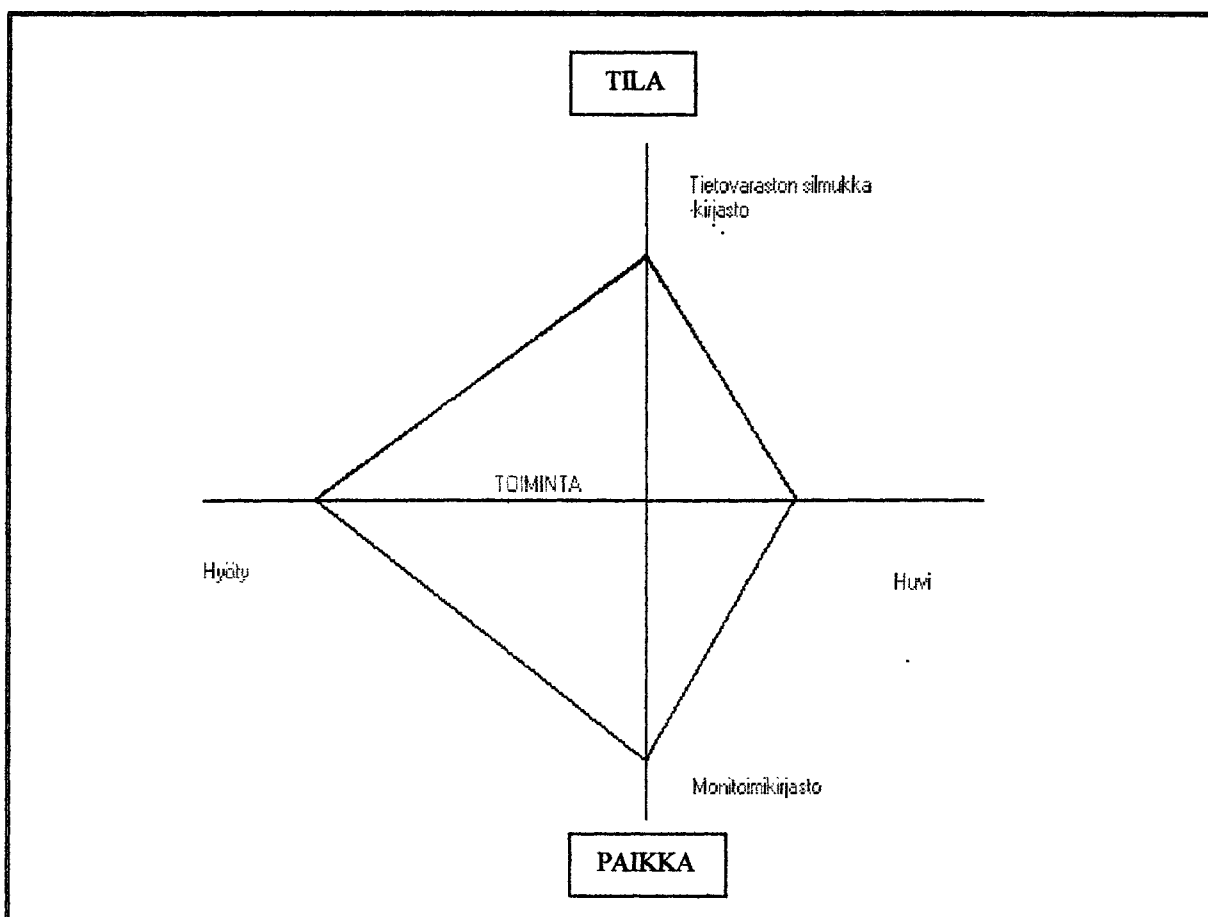 TILA
Tietovaraston silmukka
-kirjasto
TOIMINTA
Hyöty
Huvi
Monitoimikirjasto
PAIKKA